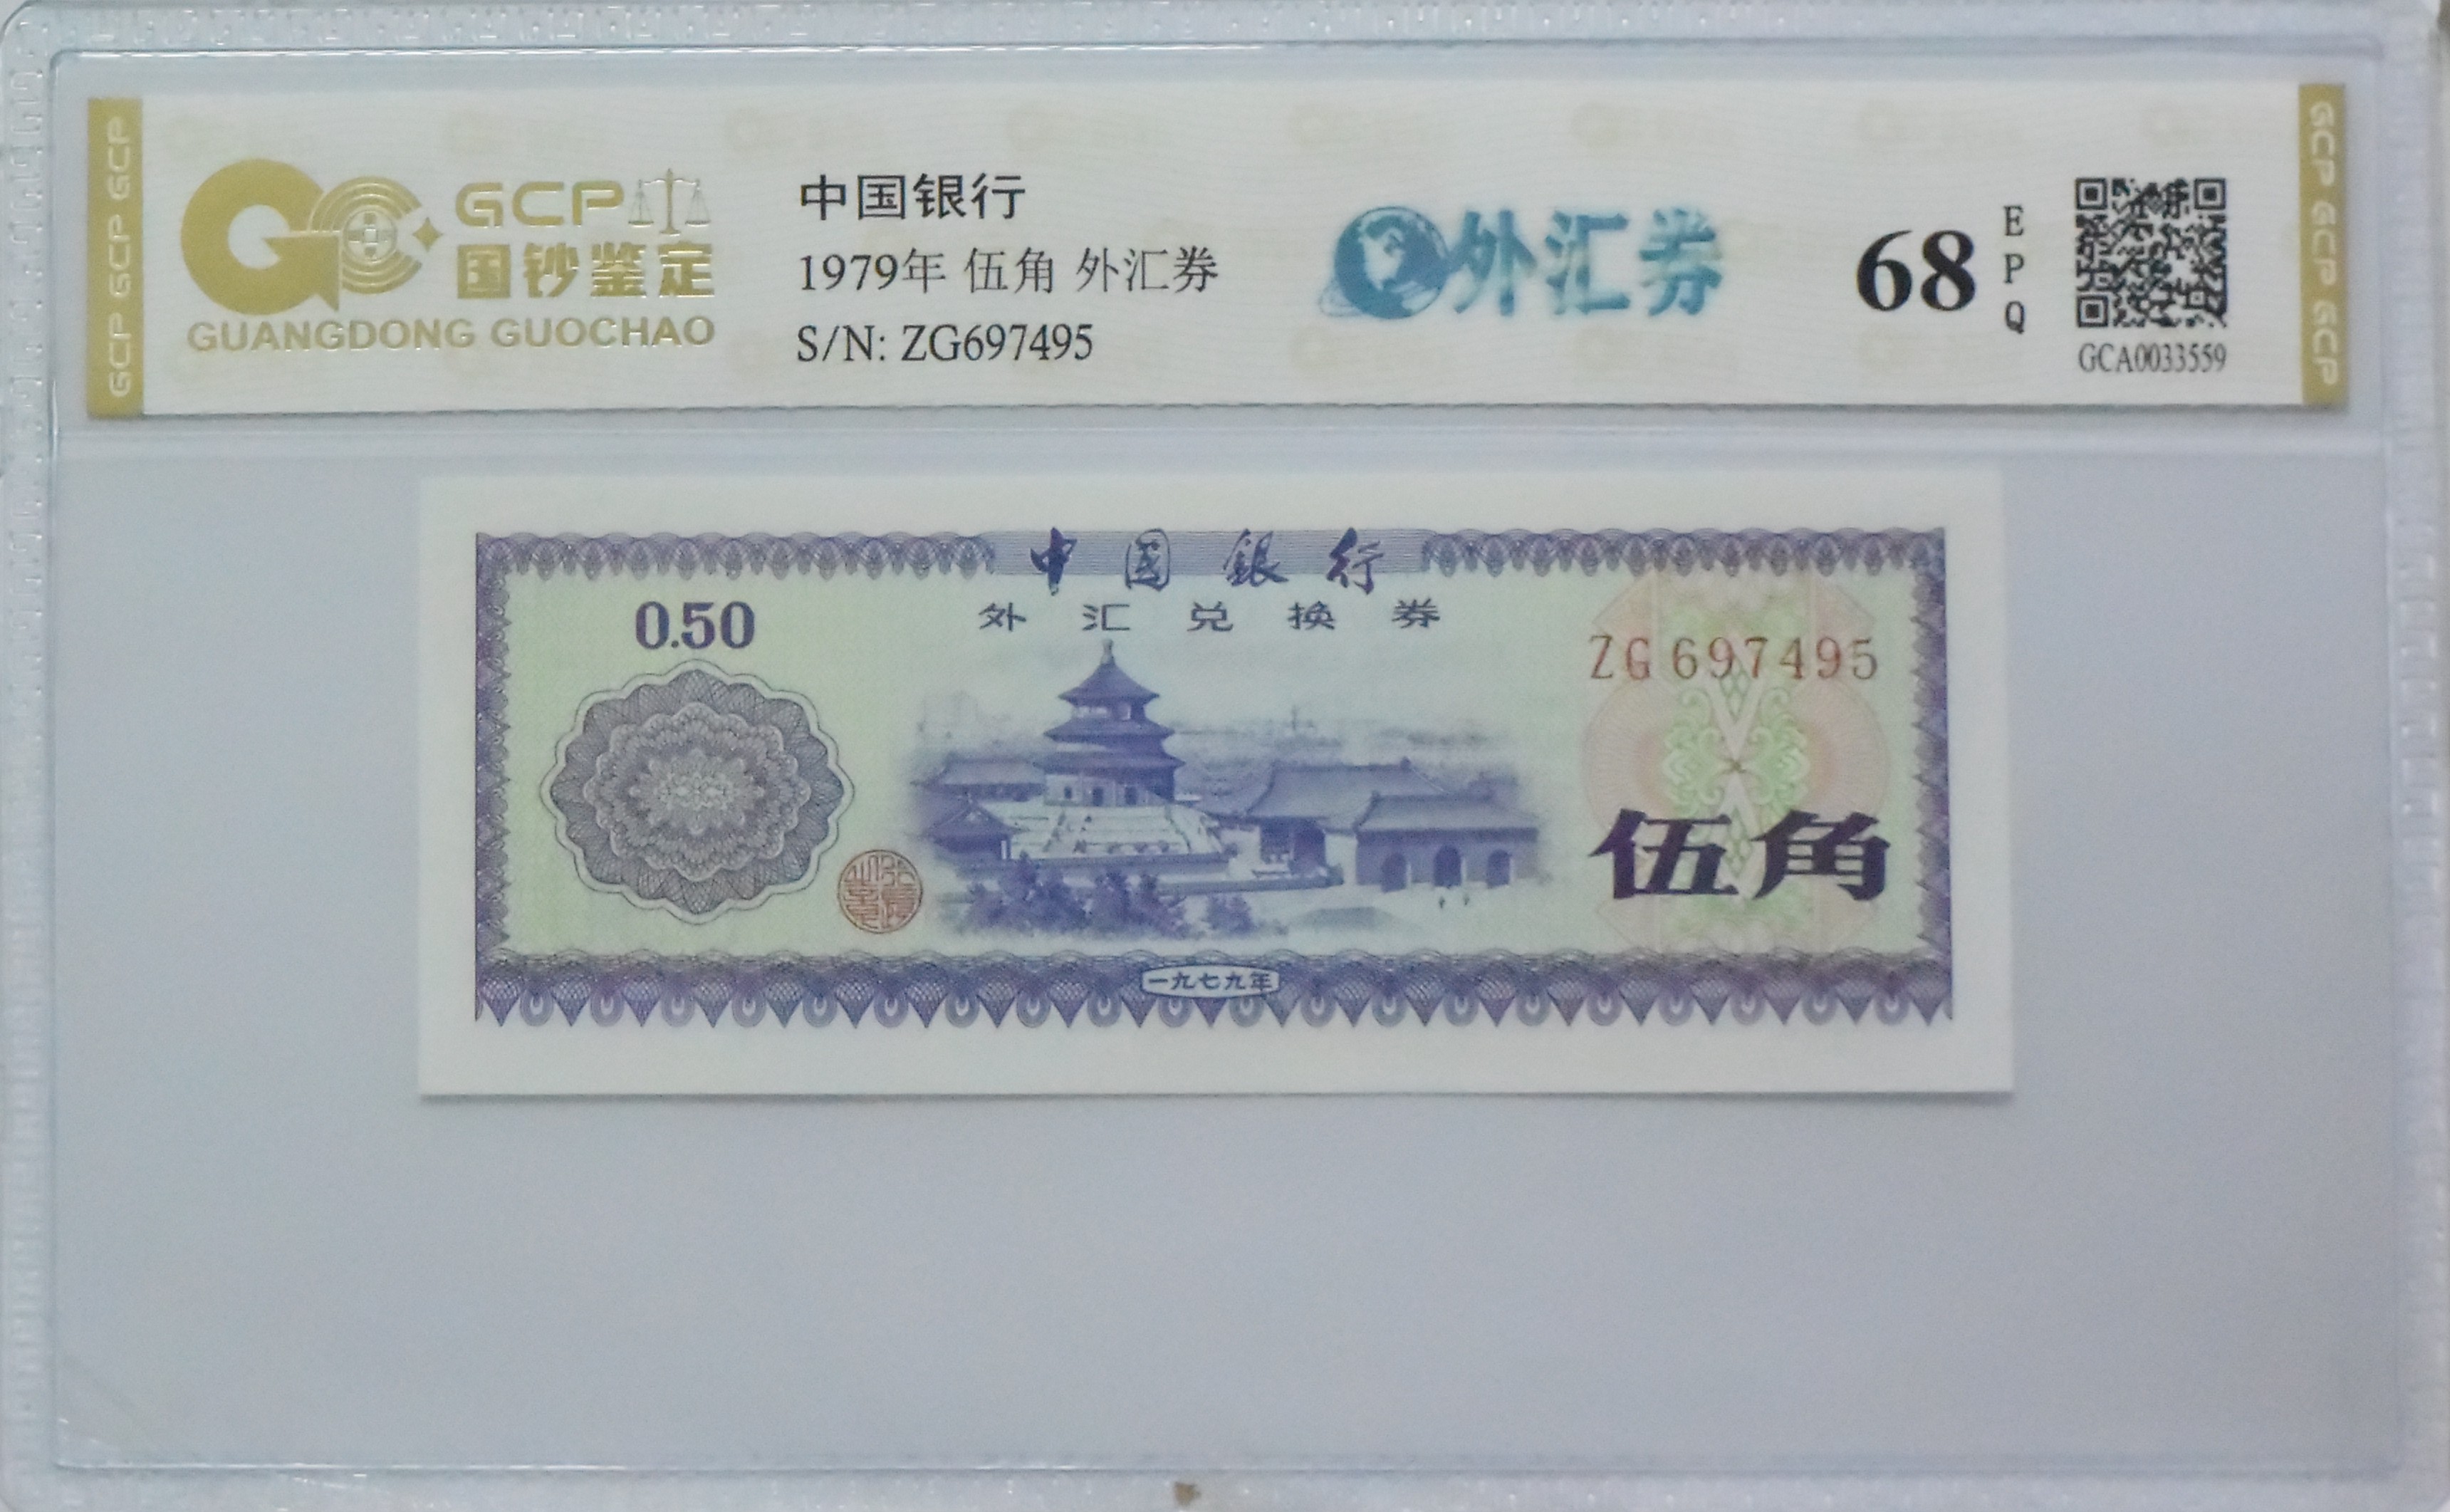 GCP GCP GCP
GCP
国钞鉴定
GUANGDONG GUOCHAO
中国银行
1979年 伍角 外汇券
S/N: ZG697495
外汇券
68
EPQ
GCA0033559
GCP GCP GCP
中國銀行
外汇兑换券
0.50
ZG 697495
伍角
一九七九年